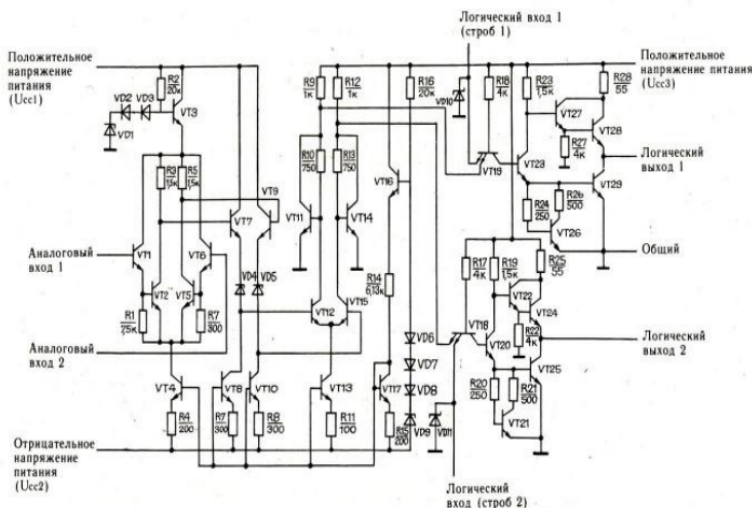 Логический вход 1
(строб 1)
Положительное
напряжение
питания
(Ucc1)
Положительное
напряжение питания
(Ucc3)
R2
20к
VD2 VD3
VT3
VD1
R9
1к
R12
1к
R16
20к
VD10
R18
4к
R23
1,5к
R28
55
VT27
VT28
R3
1,5к
R5
1,5к
VT9
R10
750
R13
750
VT16
VT19
R27
4к
VT23
Логический
выход 1
VT7
VT11
VT14
R24
250
R26
500
VT29
VT26
Аналоговый
вход 1
VT1
VT6
VD4
VD5
R14
6,13к
Общий
VT2
VT5
R17
4к
R19
1,5к
R25
55
VT22
VT24
R1
7,5к
R7
300
VT12
VT15
VD6
VT18
R22
4к
Аналоговый
вход 2
VD7
VT20
Логический
выход 2
VT4
VT8
VT10
VT13
VT17
VD8
R20
250
R21
500
VT25
R4
200
R7
300
R8
300
R11
100
R15
200
VD9
VD11
VT21
Отрицательное
напряжение
питания
(Ucc2)
Логический
вход (строб 2)